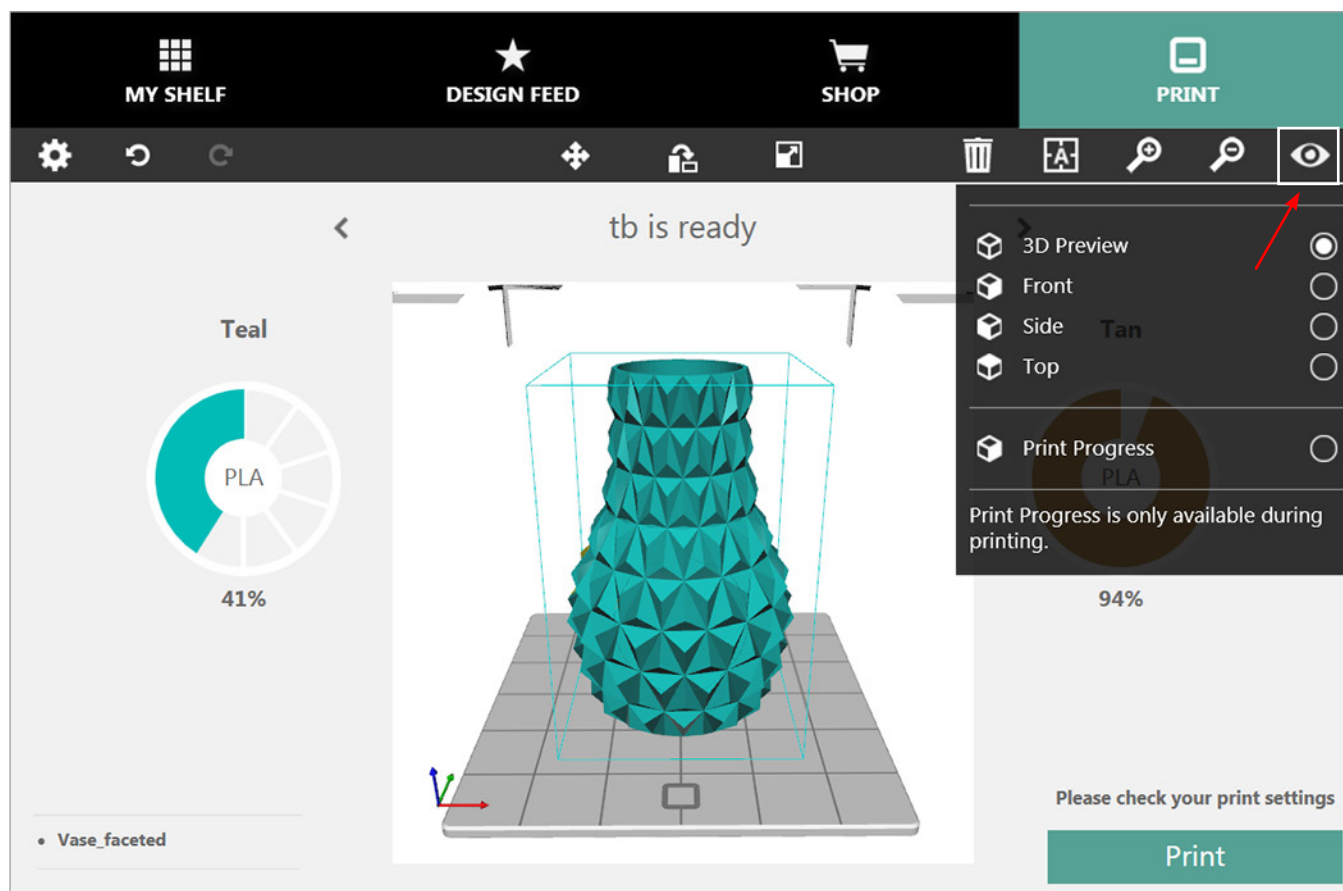 MY SHELF
DESIGN FEED
SHOP
PRINT
A
tb is ready
3D Preview
Front
Side
Top
Print Progress
Print Progress is only available during
printing.
Teal
PLA
41%
Tan
PLA
94%
Vase_faceted
Please check your print settings
Print